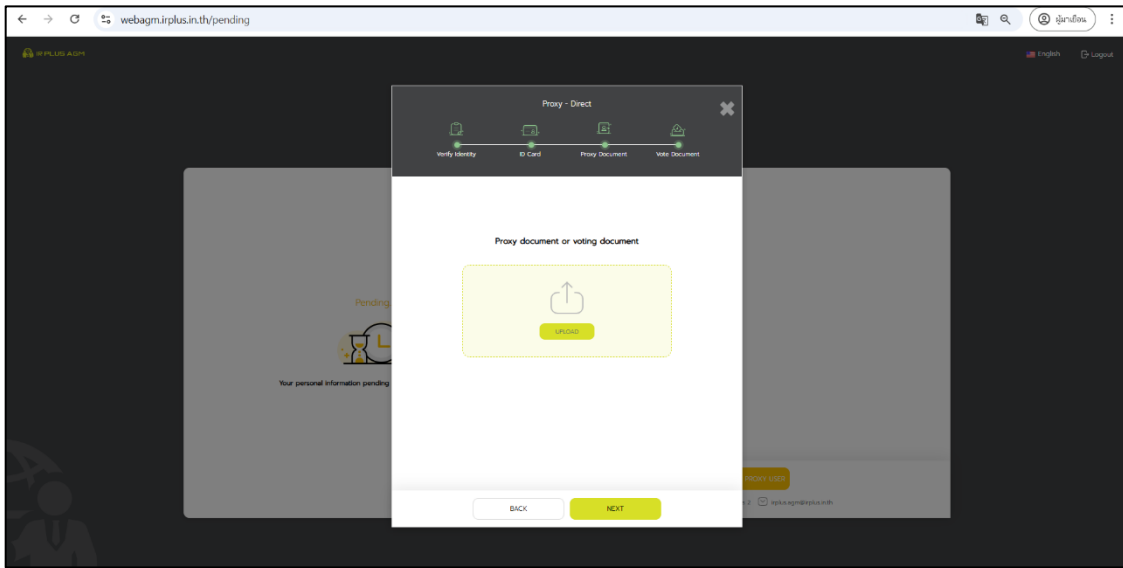 webagm.irplus.in.th/pending
ผู้มาเยือน
IRPLUS AGM
English
Logout
Proxy - Direct
Verify Identity
ID Card
Proxy Document
Vote Document
Proxy document or voting document
UPLOAD
Pending
Your personal information pending
BACK
NEXT
PROXY USER
irplus.agm@irplus.in.th